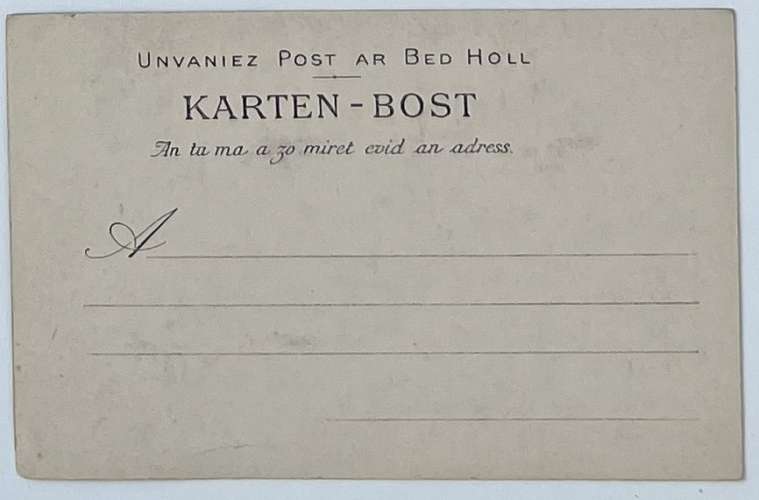 Unvaniez Post ar Bed Holl
KARTEN-BOST
An tu ma a zo miret evid an adress.
A